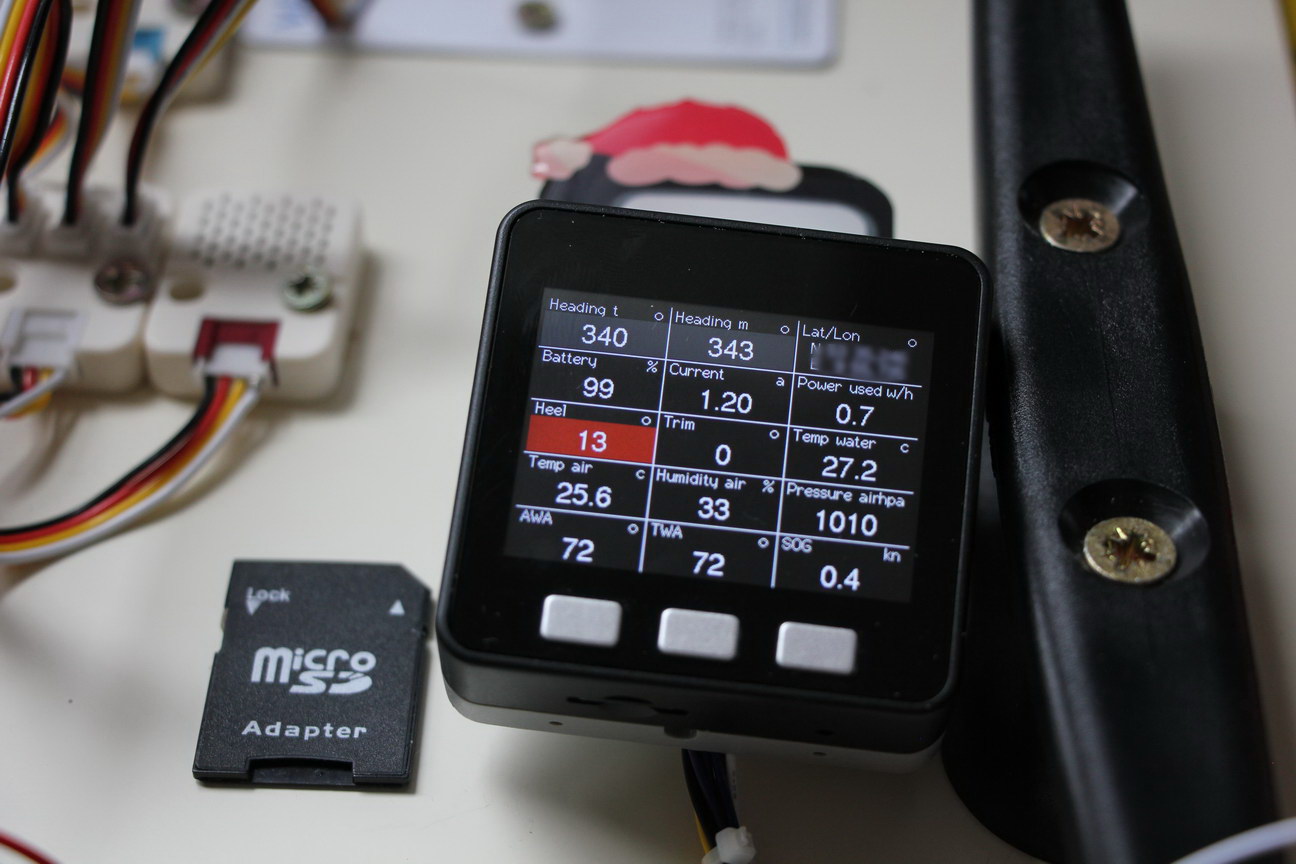 Heading t °
340
Heading m °
343
Lat/Lon °
N
Battery %
99
Current a
1.20
Power used w/h
0.7
Heel °
13
Trim °
0
Temp water c
27.2
Temp air c
25.6
Humidity air %
33
Pressure airhpa
1010
AWA °
72
TWA °
72
SOG kn
0.4
Lock
Micro
SD
Adapter